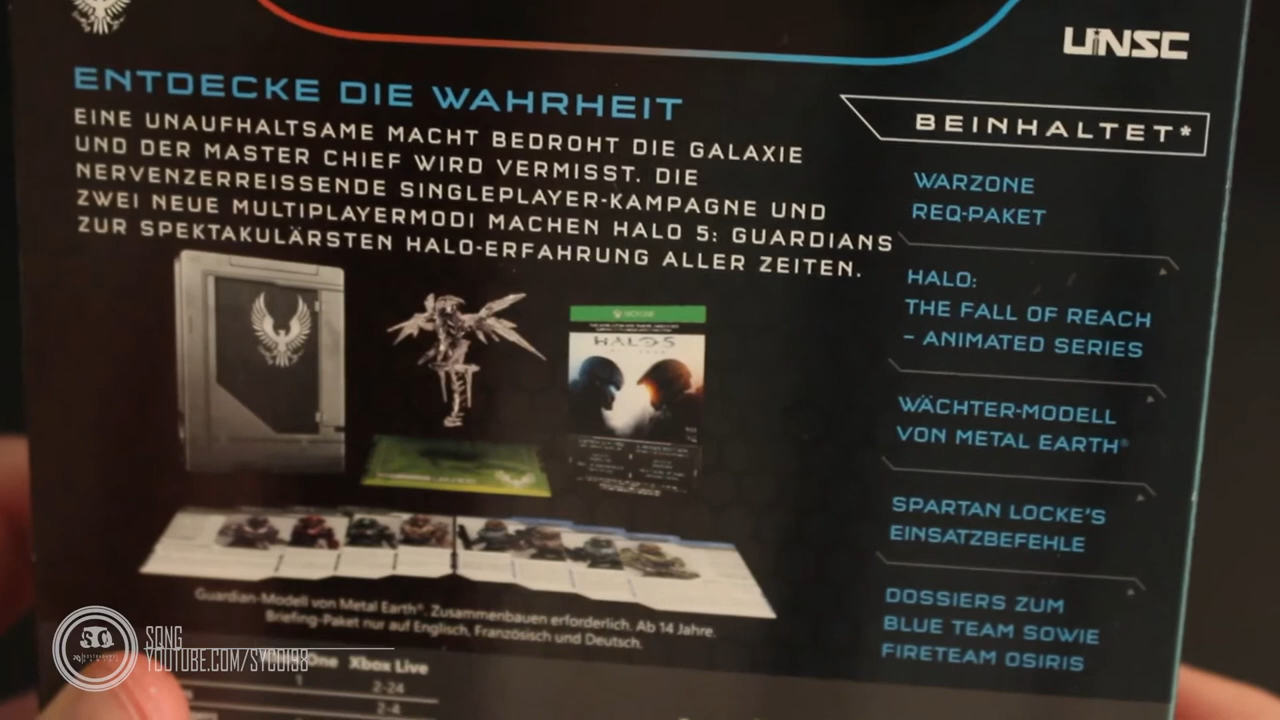 UNSC
ENTDECKE DIE WAHRHEIT
EINE UNAUFHALTSAME MACHT BEDROHT DIE GALAXIE
UND DER MASTER CHIEF WIRD VERMISST. DIE
NERVENZERREISSENDE SINGLEPLAYER-KAMPAGNE UND
ZWEI NEUE MULTIPLAYERMODI MACHEN HALO 5: GUARDIANS
ZUR SPEKTAKULÄRSTEN HALO-ERFAHRUNG ALLER ZEITEN.
BEINHALTET*
WARZONE
REQ-PAKET
HALO:
THE FALL OF REACH
– ANIMATED SERIES
WÄCHTER-MODELL
VON METAL EARTH®
SPARTAN LOCKE'S
EINSATZBEFEHLE
DOSSIERS ZUM
BLUE TEAM SOWIE
FIRETEAM OSIRIS
XBOX ONE
HALO 5
Guardian-Modell von Metal Earth®. Zusammenbauen erforderlich. Ab 14 Jahre.
Briefing-Paket nur auf Englisch, Französisch und Deutsch.
One Xbox Live
1 2-24
2-4
SONG
YOUTUBE.COM/SYCO198